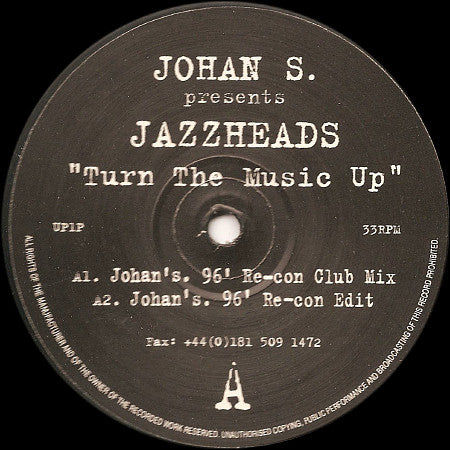 JOHAN S.
presents
JAZZHEADS
"Turn The Music Up"
UP1P
33RPM
A1. Johan's. 96' Re-con Club Mix
A2. Johan's. 96' Re-con Edit
Fax: +44(0)181 509 1472
A
ALL RIGHTS OF THE MANUFACTURER AND OF THE OWNER OF THE RECORDED WORK RESERVED. UNAUTHORISED COPYING, PUBLIC PERFORMANCE AND BROADCASTING OF THIS RECORD PROHIBITED.